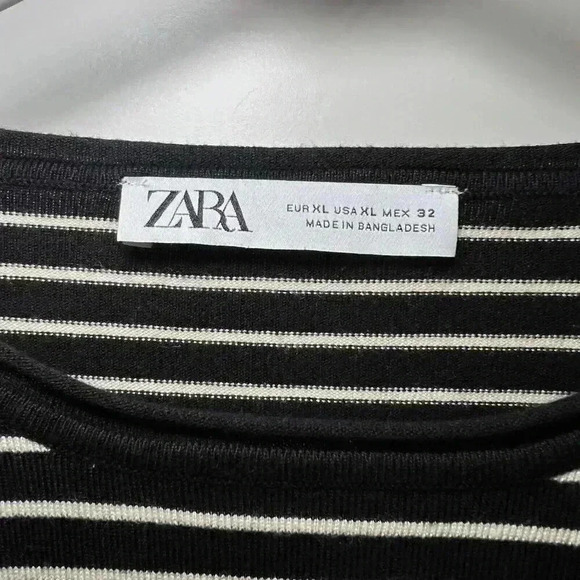 ZARA
EUR XL USA XL MEX 32
MADE IN BANGLADESH